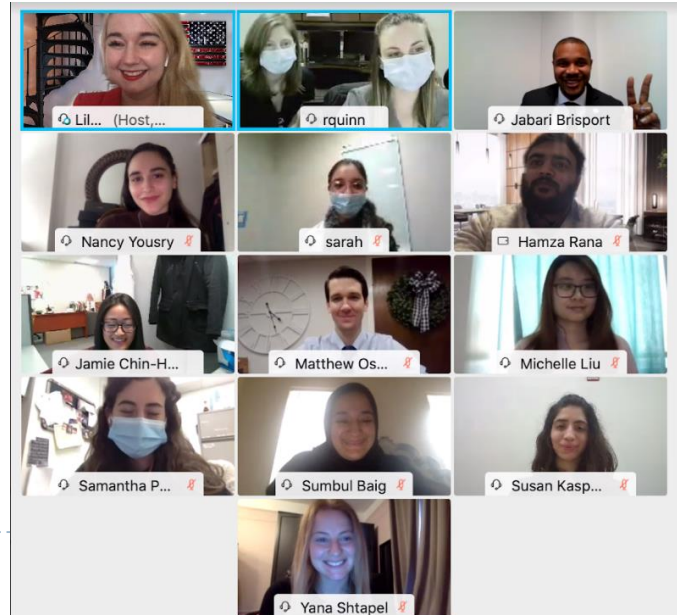 Lil... (Host,...
rquinn
Jabari Brisport
Nancy Yousry
sarah
Hamza Rana
Jamie Chin-H...
Matthew Os...
Michelle Liu
Samantha P...
Sumbul Baig
Susan Kasp...
Yana Shtapel